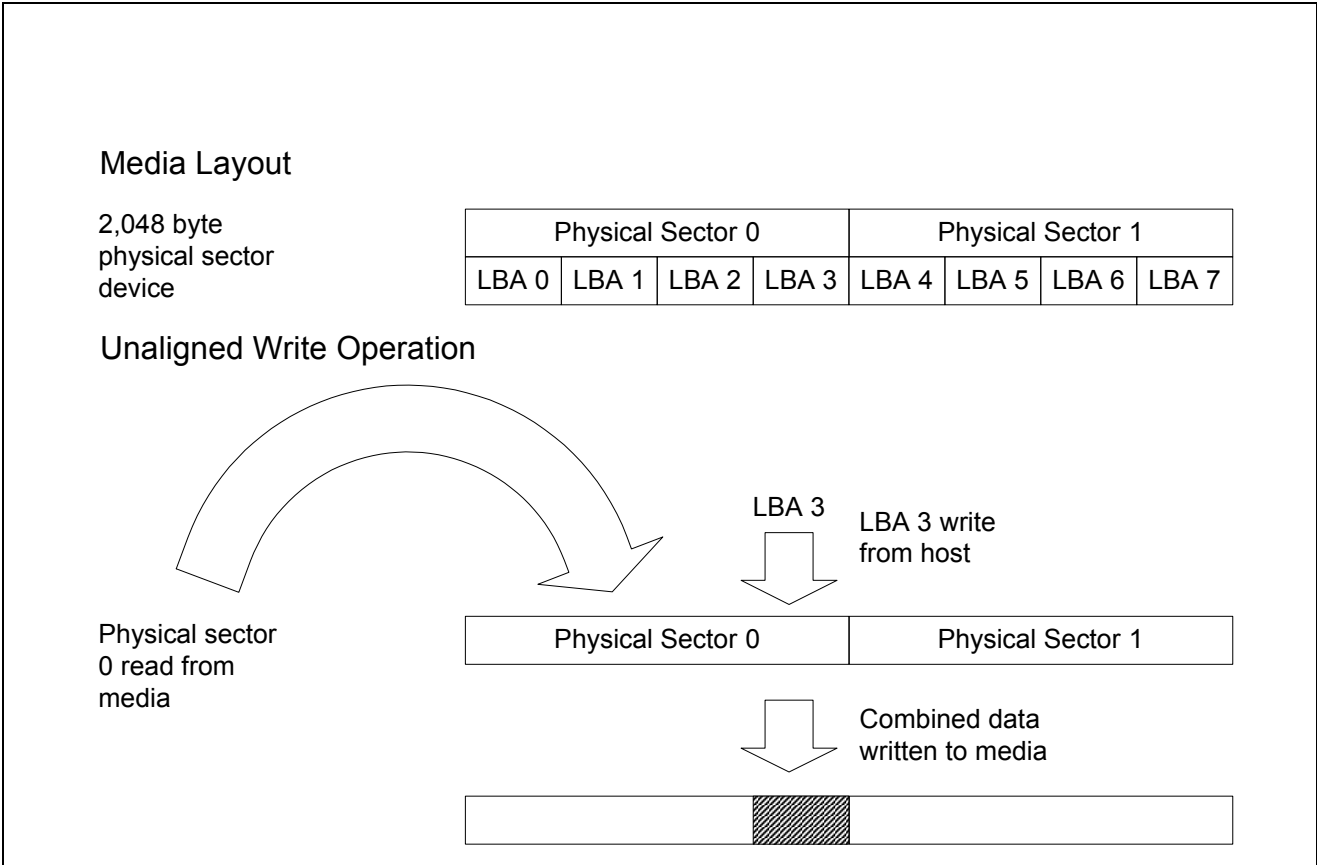 Media Layout
2,048 byte
physical sector
device
Physical Sector 0
Physical Sector 1
LBA 0
LBA 1
LBA 2
LBA 3
LBA 4
LBA 5
LBA 6
LBA 7
Unaligned Write Operation
LBA 3
LBA 3 write
from host
Physical sector
0 read from
media
Physical Sector 0
Physical Sector 1
Combined data
written to media